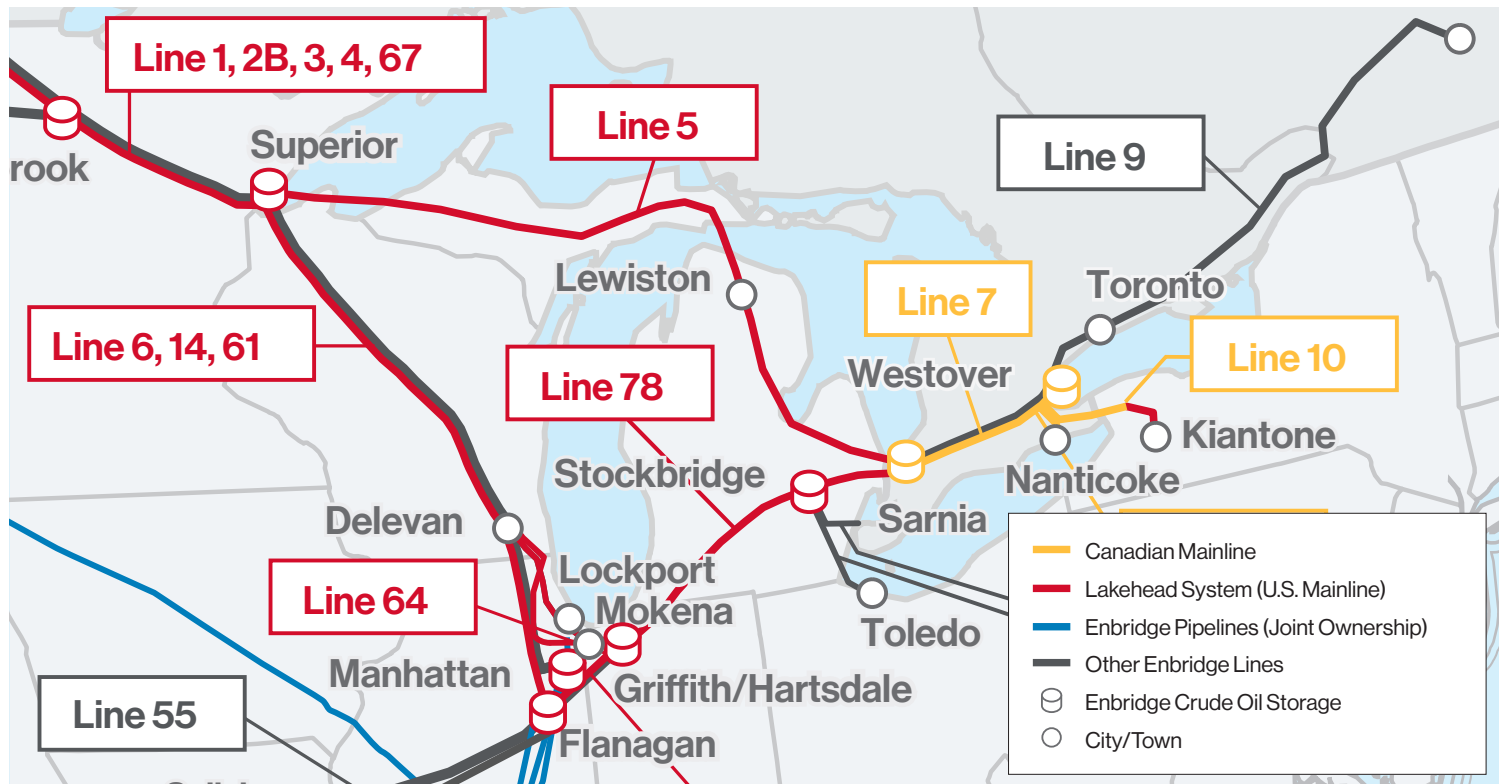 Line 1, 2B, 3, 4, 67
Line 5
Superior
Line 9
rook
Lewiston
Line 7
Toronto
Line 6, 14, 61
Line 10
Line 78
Westover
Kiantone
Stockbridge
Nanticoke
Delevan
Sarnia
Canadian Mainline
Lockport
Lakehead System (U.S. Mainline)
Line 64
Mokena
Enbridge Pipelines (Joint Ownership)
Toledo
Other Enbridge Lines
Manhattan
Griffith/Hartsdale
Enbridge Crude Oil Storage
Line 55
Flanagan
City/Town